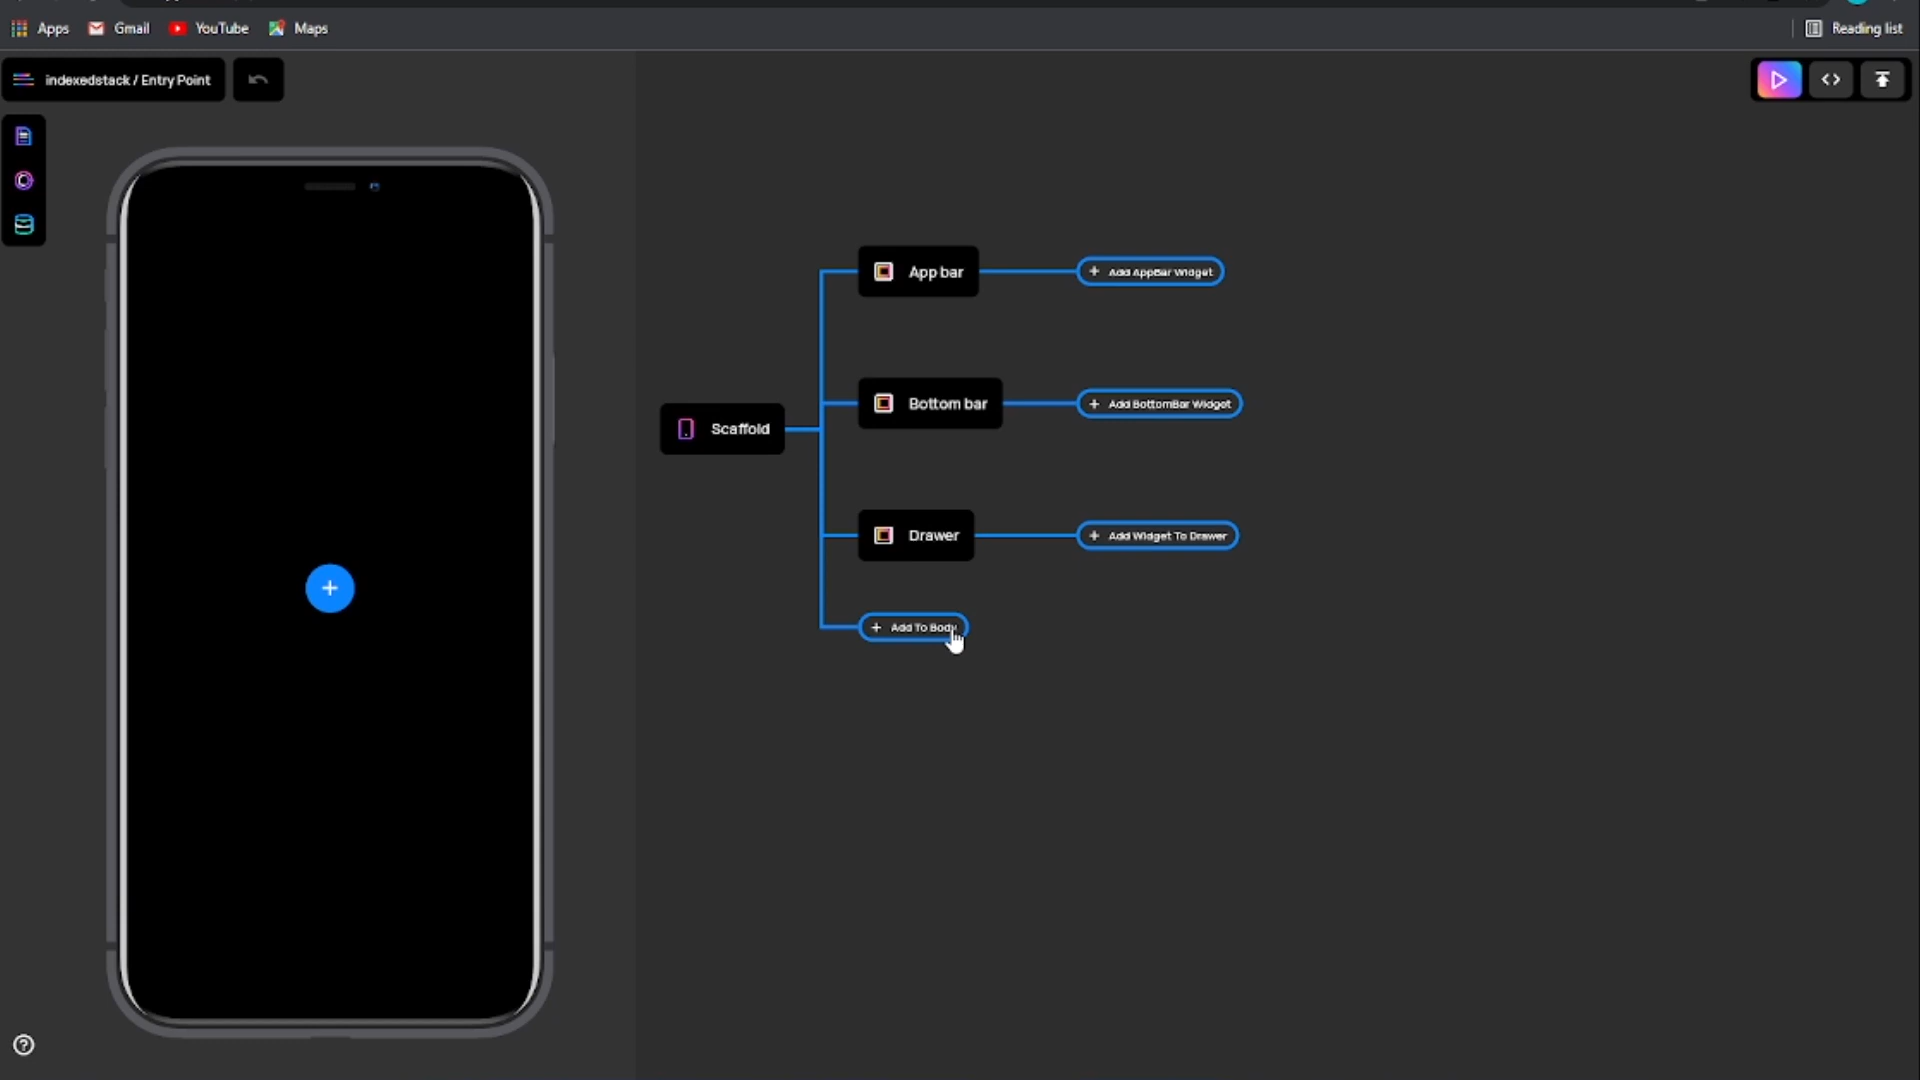 Apps Gmail YouTube Maps Reading list
indexedstack / Entry Point
App bar + Add AppBar Widget
Bottom bar + Add BottomBar Widget
Scaffold
Drawer + Add Widget To Drawer
+ Add To Body